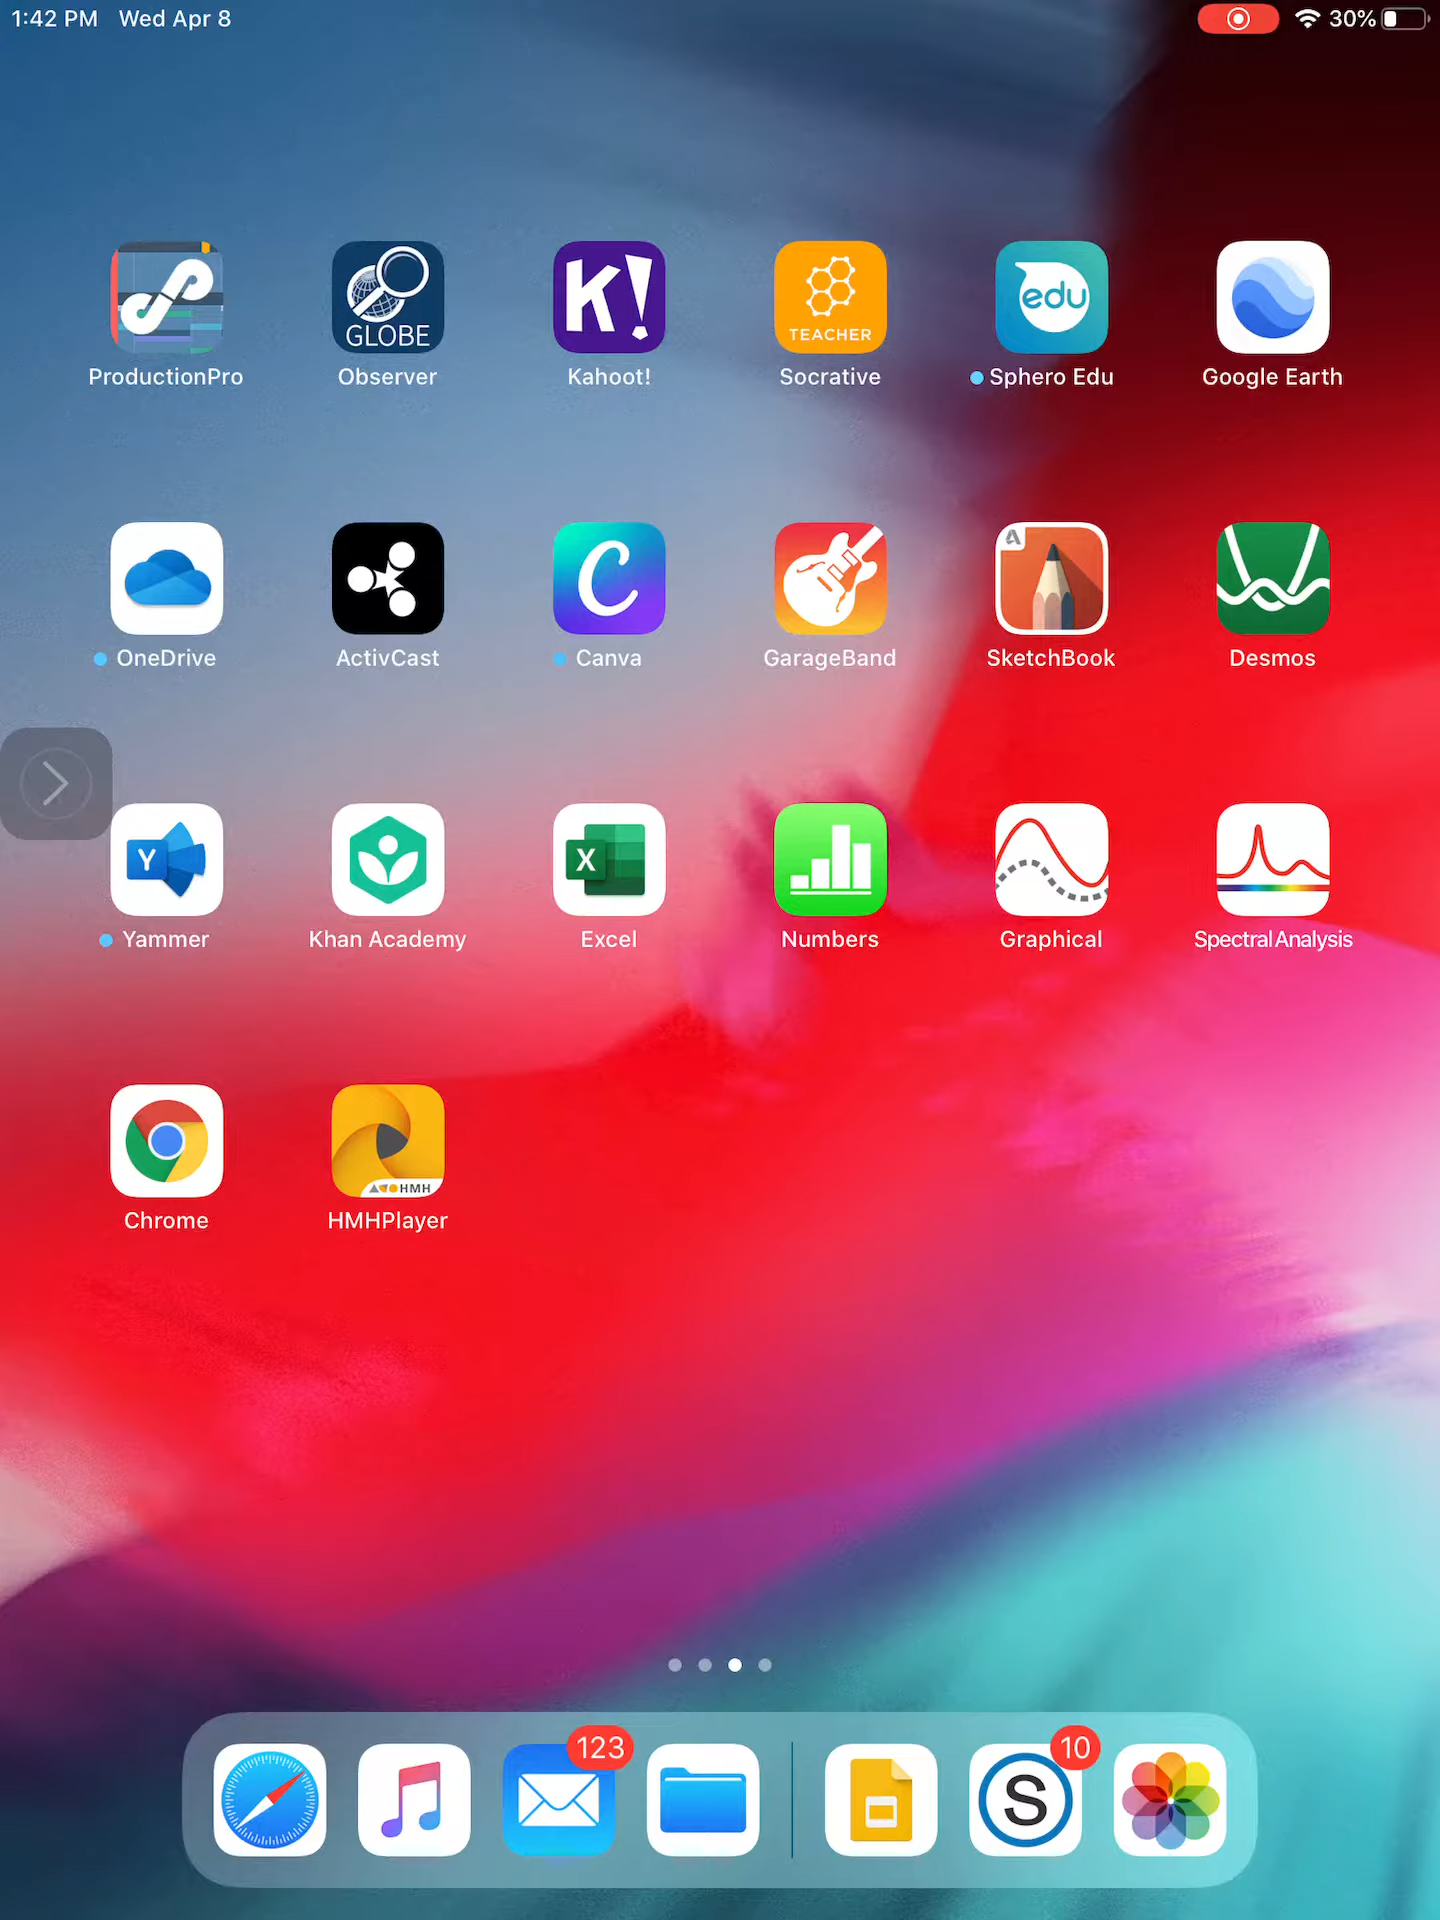 1:42 PM Wed Apr 8 30%
GLOBE
K!
TEACHER
edu
ProductionPro Observer Kahoot! Socrative Sphero Edu Google Earth
C
A
OneDrive ActivCast Canva GarageBand SketchBook Desmos
Y
X
Yammer Khan Academy Excel Numbers Graphical Spectral Analysis
HMH
Chrome HMHPlayer
123
10
S